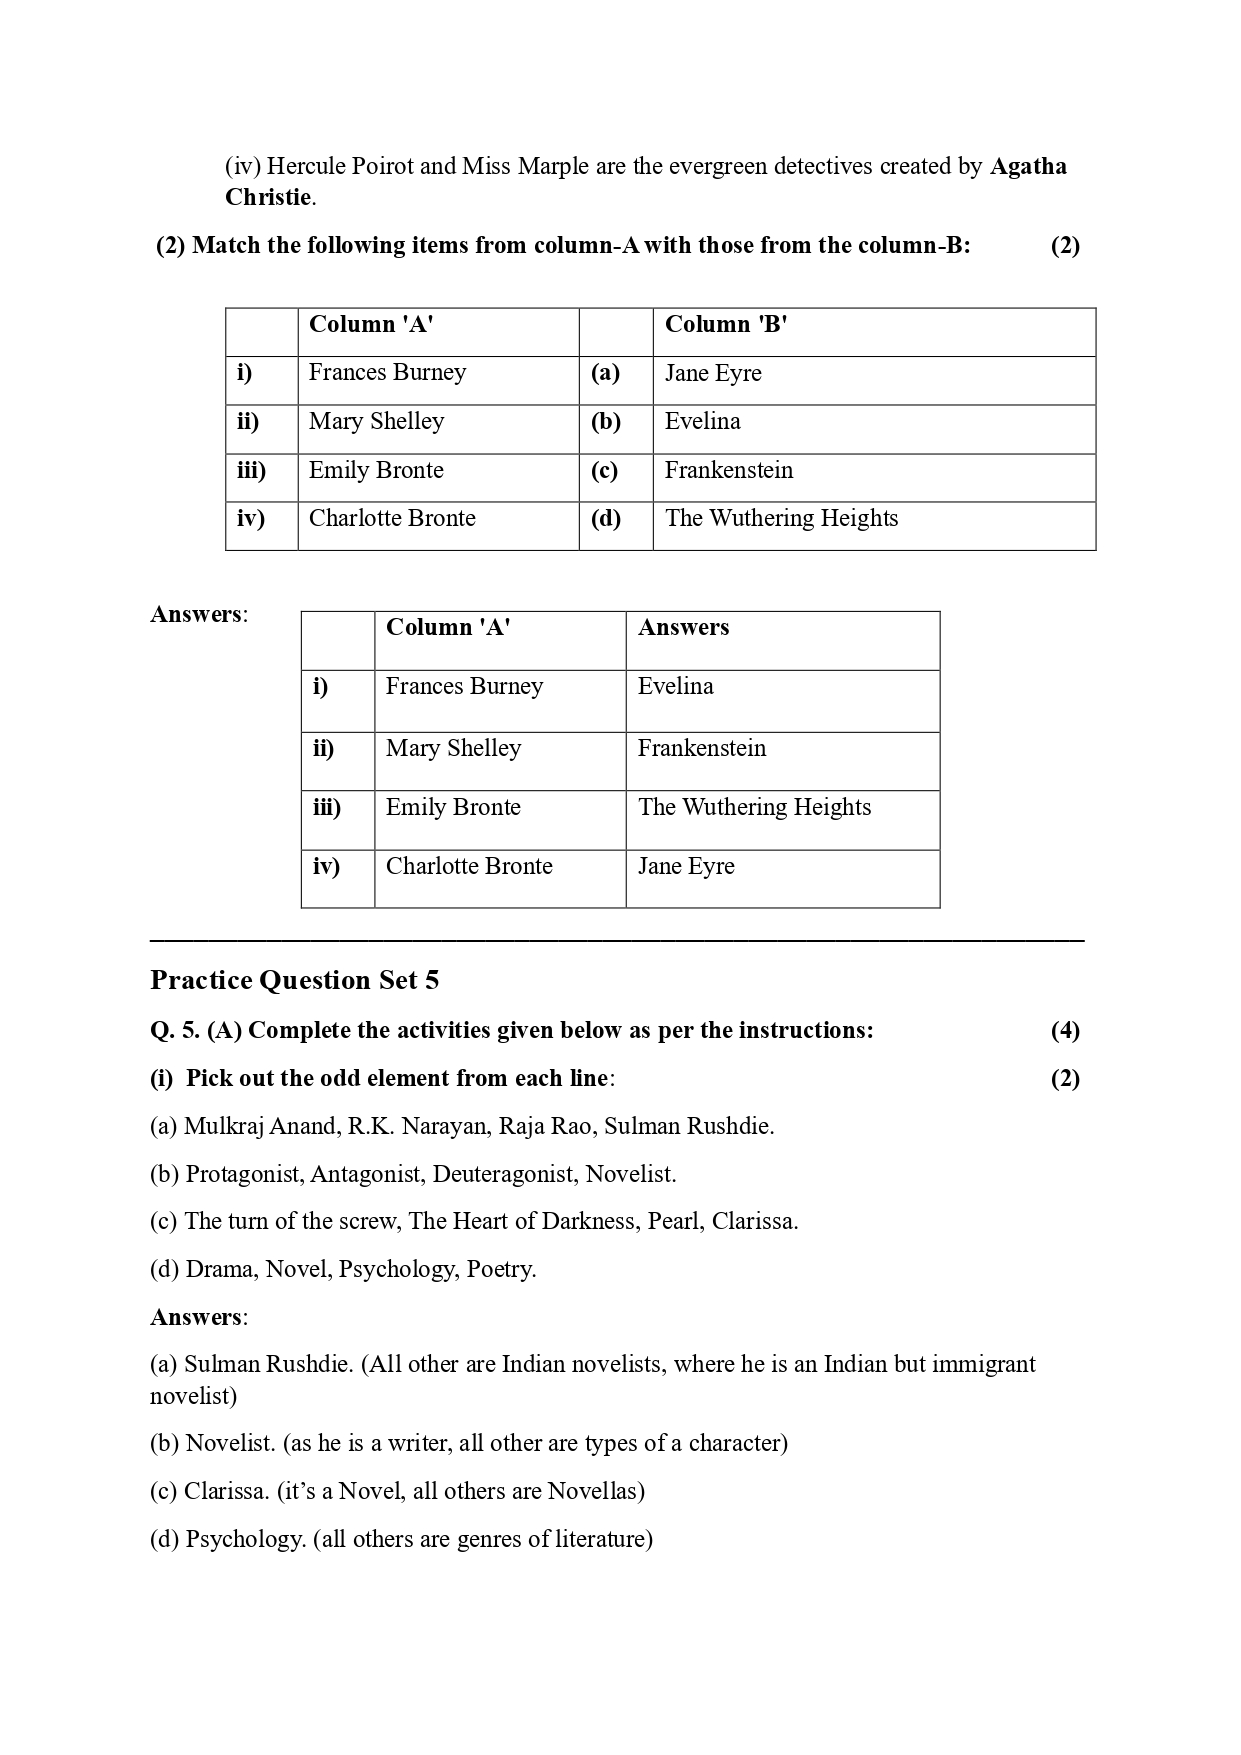 (iv) Hercule Poirot and Miss Marple are the evergreen detectives created by Agatha
Christie.
(2) Match the following items from column-A with those from the column-B: (2)
Column 'A' Column 'B'
i) Frances Burney (a) Jane Eyre
ii) Mary Shelley (b) Evelina
iii) Emily Bronte (c) Frankenstein
iv) Charlotte Bronte (d) The Wuthering Heights
Answers:
Column 'A' Answers
i) Frances Burney Evelina
ii) Mary Shelley Frankenstein
iii) Emily Bronte The Wuthering Heights
iv) Charlotte Bronte Jane Eyre
Practice Question Set 5
Q. 5. (A) Complete the activities given below as per the instructions: (4)
(i) Pick out the odd element from each line: (2)
(a) Mulkraj Anand, R.K. Narayan, Raja Rao, Sulman Rushdie.
(b) Protagonist, Antagonist, Deuteragonist, Novelist.
(c) The turn of the screw, The Heart of Darkness, Pearl, Clarissa.
(d) Drama, Novel, Psychology, Poetry.
Answers:
(a) Sulman Rushdie. (All other are Indian novelists, where he is an Indian but immigrant
novelist)
(b) Novelist. (as he is a writer, all other are types of a character)
(c) Clarissa. (it’s a Novel, all others are Novellas)
(d) Psychology. (all others are genres of literature)